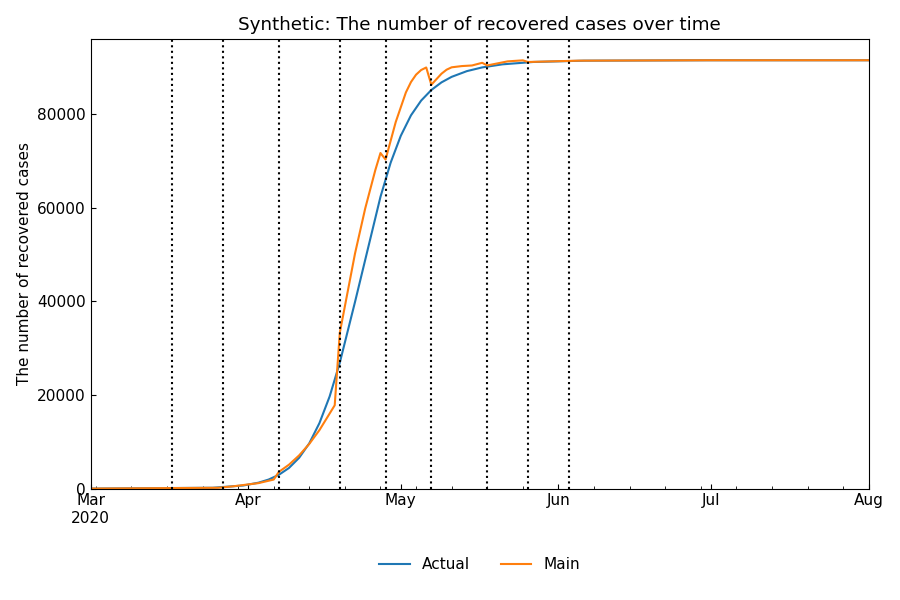 Synthetic: The number of recovered cases over time
The number of recovered cases
80000
60000
40000
20000
0
Mar Apr May Jun Jul Aug
2020
Actual Main